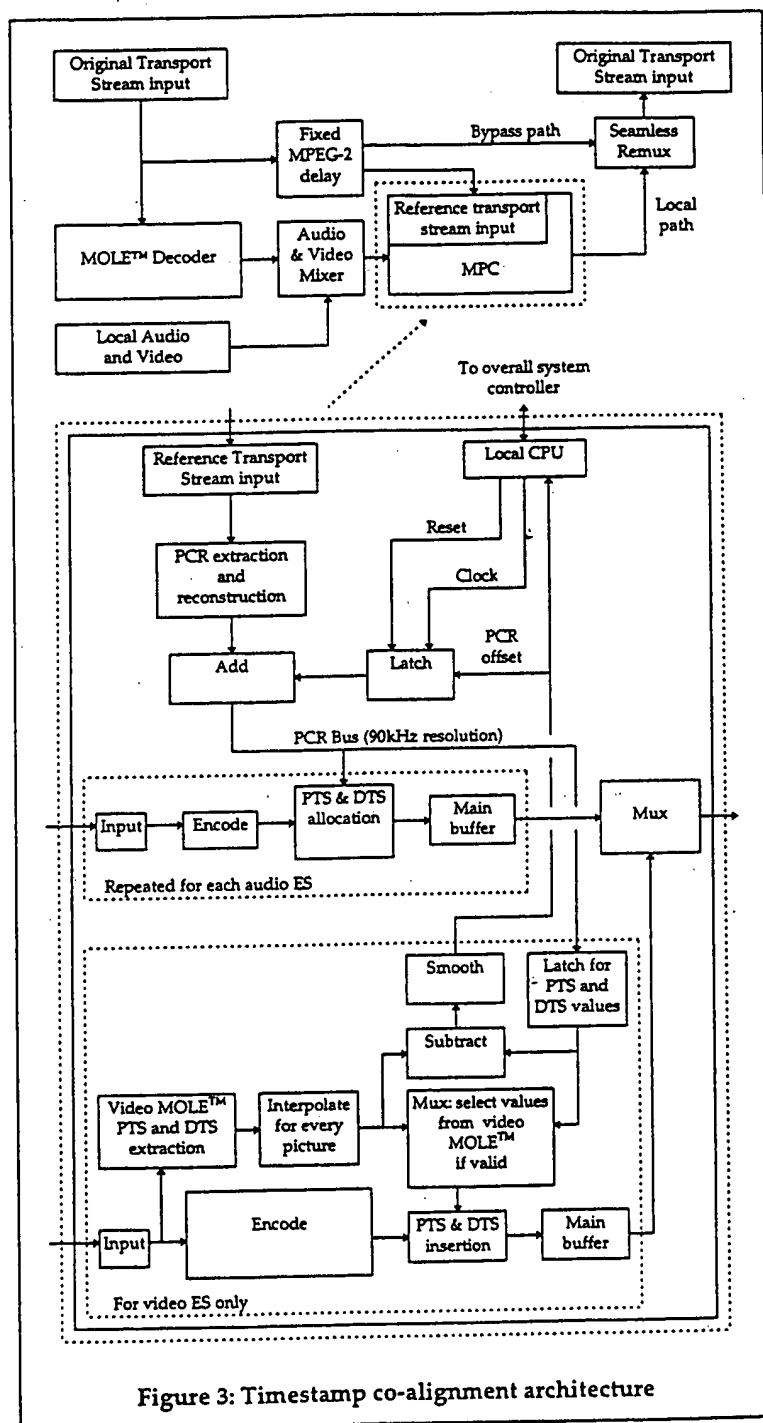 Original Transport
Stream input
Original Transport
Stream input
Fixed
MPEG-2
delay
Bypass path
Seamless
Remux
Reference transport
stream input
Local
path
MOLE™ Decoder
Audio
& Video
Mixer
MPC
Local Audio
and Video
To overall system
controller
Reference Transport
Stream input
Local CPU
Reset
PCR extraction
and
reconstruction
Clock
PCR
offset
Add
Latch
PCR Bus (90kHz resolution)
Input
Encode
PTS & DTS
allocation
Main
buffer
Mux
Repeated for each audio ES
Smooth
Latch for
PTS and
DTS values
Subtract
Video MOLE™
PTS and DTS
extraction
Interpolate
for every
picture
Mux: select values
from video
MOLE™
if valid
Input
Encode
PTS & DTS
insertion
Main
buffer
For video ES only
Figure 3: Timestamp co-alignment architecture